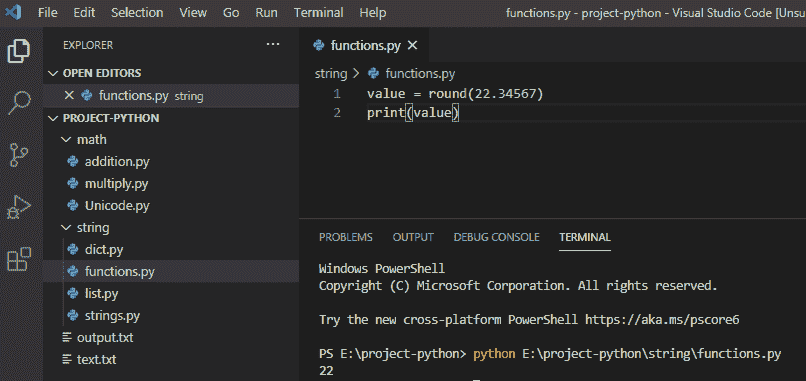 File Edit Selection View Go Run Terminal Help functions.py - project-python - Visual Studio Code [Unsu
EXPLORER
OPEN EDITORS
functions.py string
PROJECT-PYTHON
math
addition.py
multiply.py
Unicode.py
string
dict.py
functions.py
list.py
strings.py
output.txt
text.txt
functions.py
string > functions.py
1 value = round(22.34567)
2 print(value)
PROBLEMS OUTPUT DEBUG CONSOLE TERMINAL
Windows PowerShell
Copyright (C) Microsoft Corporation. All rights reserved.
Try the new cross-platform PowerShell https://aka.ms/pscore6
PS E:\project-python> python E:\project-python\string\functions.py
22